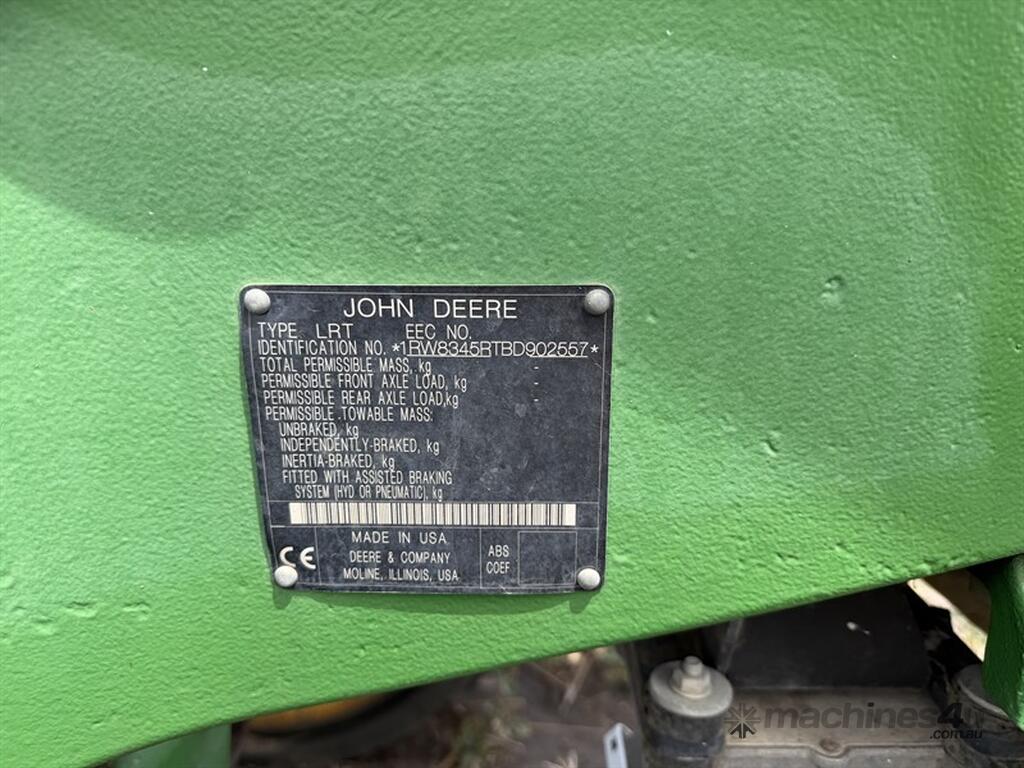 JOHN DEERE
TYPE LRT EEC NO.
IDENTIFICATION NO. *1RW8345RTBD902557*
TOTAL PERMISSIBLE MASS, kg -
PERMISSIBLE FRONT AXLE LOAD, kg -
PERMISSIBLE REAR AXLE LOAD,kg -
PERMISSIBLE TOWABLE MASS:
UNBRAKED, kg
INDEPENDENTLY-BRAKED, kg
INERTIA-BRAKED, kg
FITTED WITH ASSISTED BRAKING
SYSTEM (HYD OR PNEUMATIC), kg
CE
MADE IN USA
DEERE & COMPANY
MOLINE, ILLINOIS, USA
ABS
COEF
machines4u
.com.au